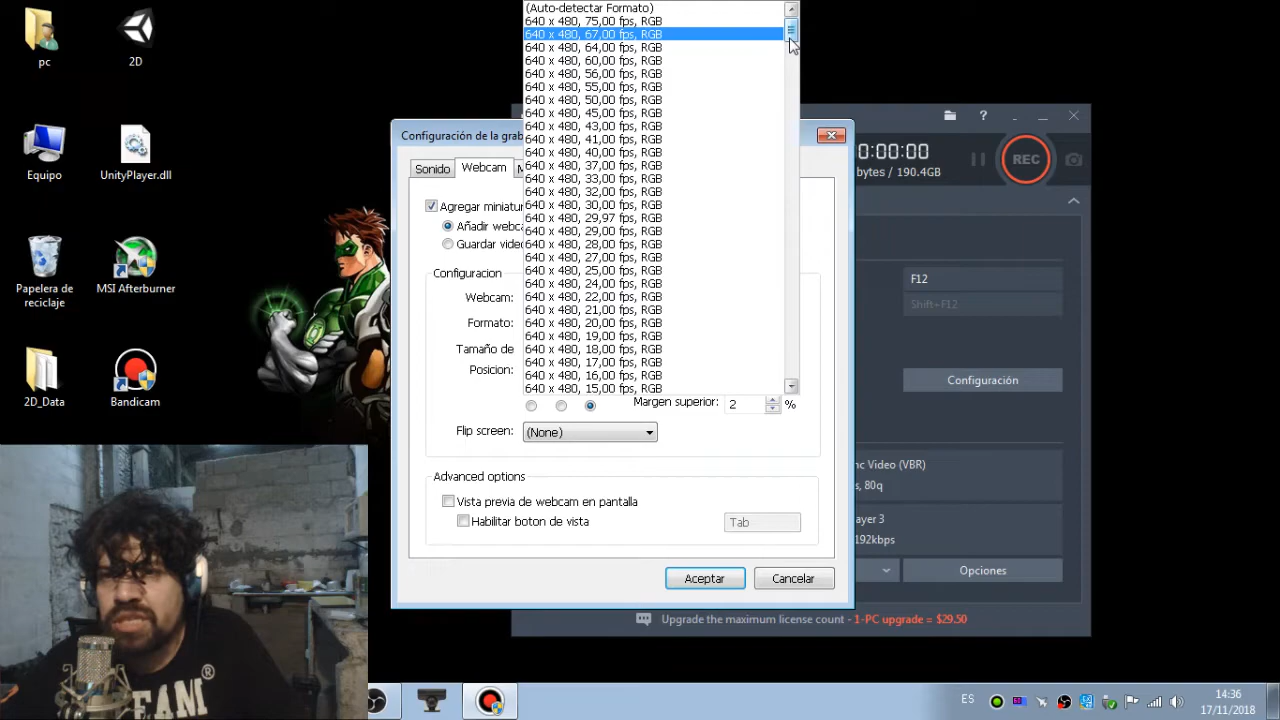 pc
2D
Equipo
UnityPlayer.dll
Papelera de
reciclaje
MSI Afterburner
2D_Data
Bandicam
(Auto-detectar Formato)
640 x 480, 75,00 fps, RGB
640 x 480, 67,00 fps, RGB
640 x 480, 64,00 fps, RGB
640 x 480, 60,00 fps, RGB
640 x 480, 56,00 fps, RGB
640 x 480, 55,00 fps, RGB
640 x 480, 50,00 fps, RGB
640 x 480, 45,00 fps, RGB
640 x 480, 43,00 fps, RGB
640 x 480, 41,00 fps, RGB
640 x 480, 40,00 fps, RGB
640 x 480, 37,00 fps, RGB
640 x 480, 33,00 fps, RGB
640 x 480, 32,00 fps, RGB
640 x 480, 30,00 fps, RGB
640 x 480, 29,97 fps, RGB
640 x 480, 29,00 fps, RGB
640 x 480, 28,00 fps, RGB
640 x 480, 27,00 fps, RGB
640 x 480, 25,00 fps, RGB
640 x 480, 24,00 fps, RGB
640 x 480, 22,00 fps, RGB
640 x 480, 21,00 fps, RGB
640 x 480, 20,00 fps, RGB
640 x 480, 19,00 fps, RGB
640 x 480, 18,00 fps, RGB
640 x 480, 17,00 fps, RGB
640 x 480, 16,00 fps, RGB
640 x 480, 15,00 fps, RGB
Configuración de la grab
Sonido
Webcam
Agregar miniatur
Añadir webca
Guardar video
Configuracion
Webcam:
Formato:
Tamaño de
Posicion:
Margen superior: 2 %
Flip screen: (None)
Advanced options
Vista previa de webcam en pantalla
Habilitar boton de vista
Tab
Aceptar
Cancelar
?
0:00:00
bytes / 190.4GB
REC
F12
Shift+F12
Configuración
nc Video (VBR)
s, 80q
ayer 3
192kbps
Opciones
Upgrade the maximum license count - 1-PC upgrade = $29.50
EAM
ES
14:36
17/11/2018